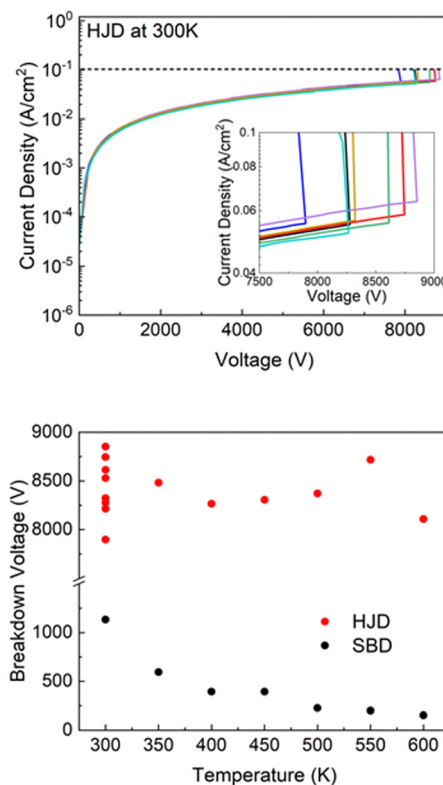 HJD at 300K
Current Density (A/cm²)
10⁰
10⁻¹
10⁻²
10⁻³
10⁻⁴
10⁻⁵
10⁻⁶
0 2000 4000 6000 8000
Voltage (V)
Current Density (A/cm²)
0.1
0.08
0.06
0.04
7500 8000 8500 9000
Voltage (V)
Breakdown Voltage (V)
9000
8500
8000
1000
500
0
HJD
SBD
300 350 400 450 500 550 600
Temperature (K)